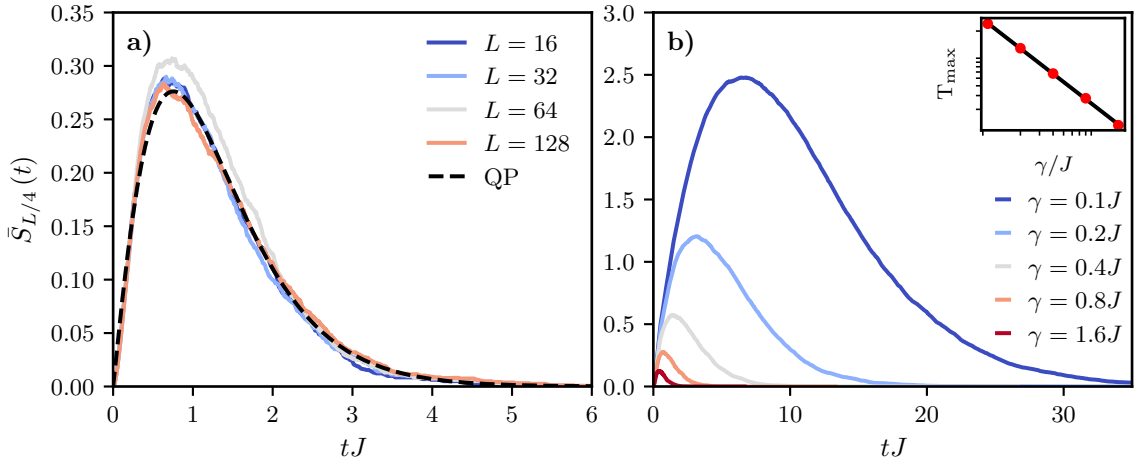 a)
0.35
0.30
0.25
0.20
0.15
0.10
0.05
0.00
S̄_{L/4}(t)
0 1 2 3 4 5 6
tJ
L = 16
L = 32
L = 64
L = 128
QP
b)
3.0
2.5
2.0
1.5
1.0
0.5
0.0
0 10 20 30
tJ
T_max
γ/J
γ = 0.1J
γ = 0.2J
γ = 0.4J
γ = 0.8J
γ = 1.6J